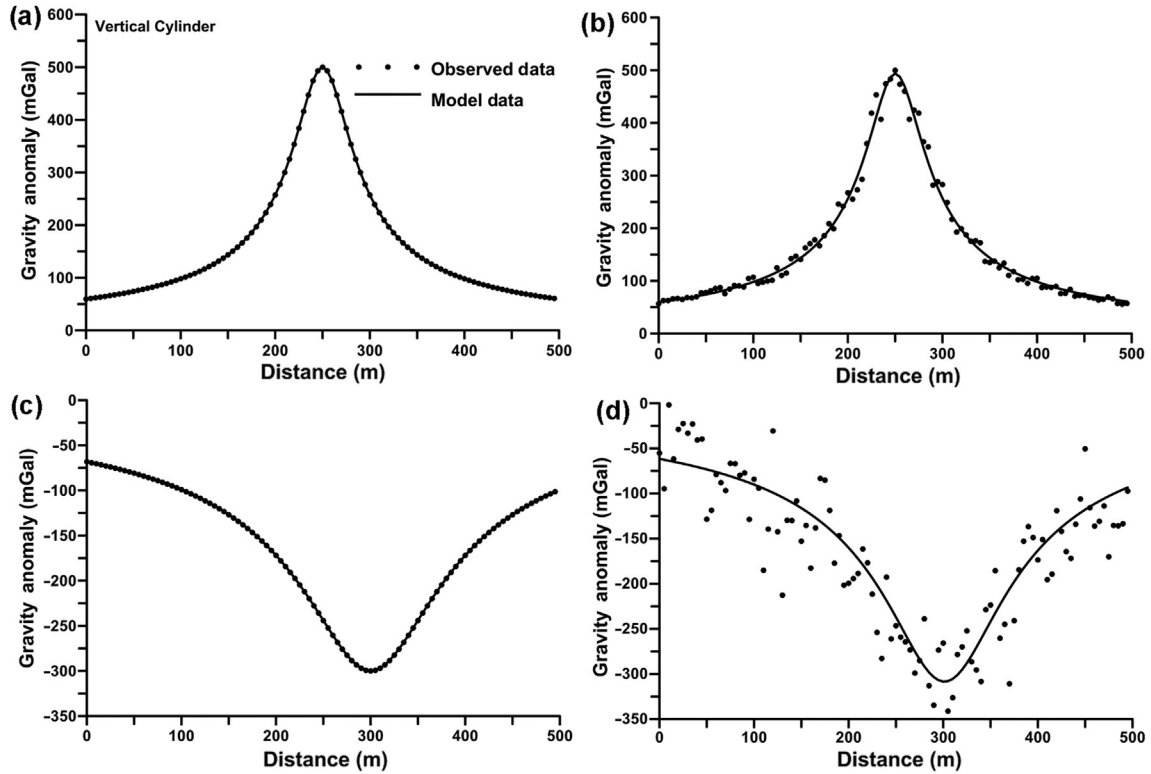 (a)
Vertical Cylinder
Observed data
Model data
600
500
400
300
200
100
0
Gravity anomaly (mGal)
0 100 200 300 400 500
Distance (m)
(b)
600
500
400
300
200
100
0
Gravity anomaly (mGal)
0 100 200 300 400 500
Distance (m)
(c)
0
-50
-100
-150
-200
-250
-300
-350
Gravity anomaly (mGal)
0 100 200 300 400 500
Distance (m)
(d)
0
-50
-100
-150
-200
-250
-300
-350
Gravity anomaly (mGal)
0 100 200 300 400 500
Distance (m)